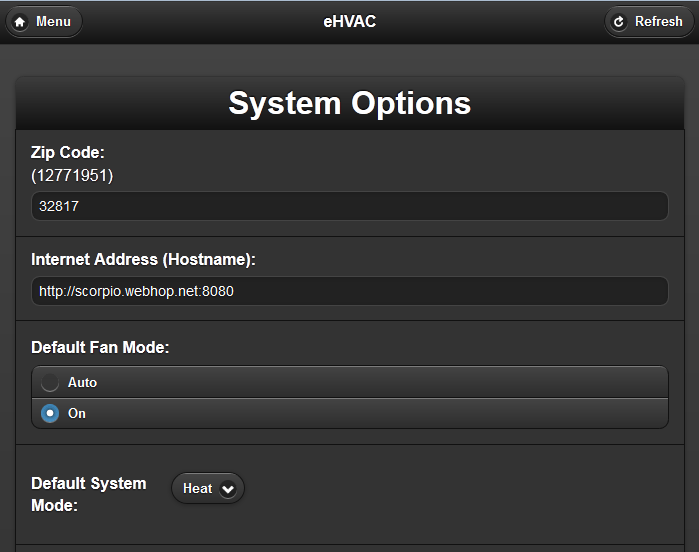 Menu
eHVAC
Refresh
System Options
Zip Code:
(12771951)
32817
Internet Address (Hostname):
http://scorpio.webhop.net:8080
Default Fan Mode:
Auto
On
Default System
Mode:
Heat